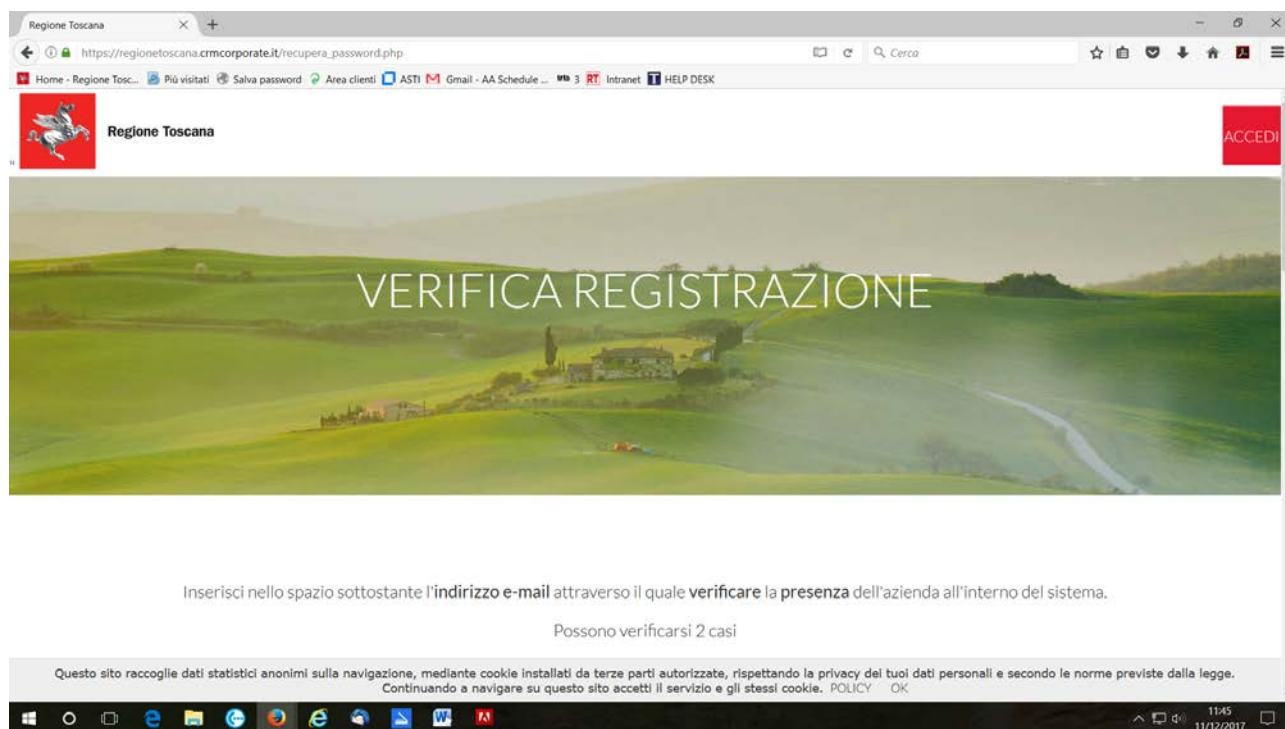 Regione Toscana
https://regionetoscana.crmcorporate.it/recupera_password.php
Cerca
Home - Regione Tosc... Più visitati Salva password Area clienti ASTI Gmail - AA Schedule ... 3 RT Intranet HELP DESK
Regione Toscana
ACCEDI
VERIFICA REGISTRAZIONE
Inserisci nello spazio sottostante l'indirizzo e-mail attraverso il quale verificare la presenza dell'azienda all'interno del sistema.
Possono verificarsi 2 casi
Questo sito raccoglie dati statistici anonimi sulla navigazione, mediante cookie installati da terze parti autorizzate, rispettando la privacy dei tuoi dati personali e secondo le norme previste dalla legge.
Continuando a navigare su questo sito accetti il servizio e gli stessi cookie. POLICY OK
11:45
11/12/2017